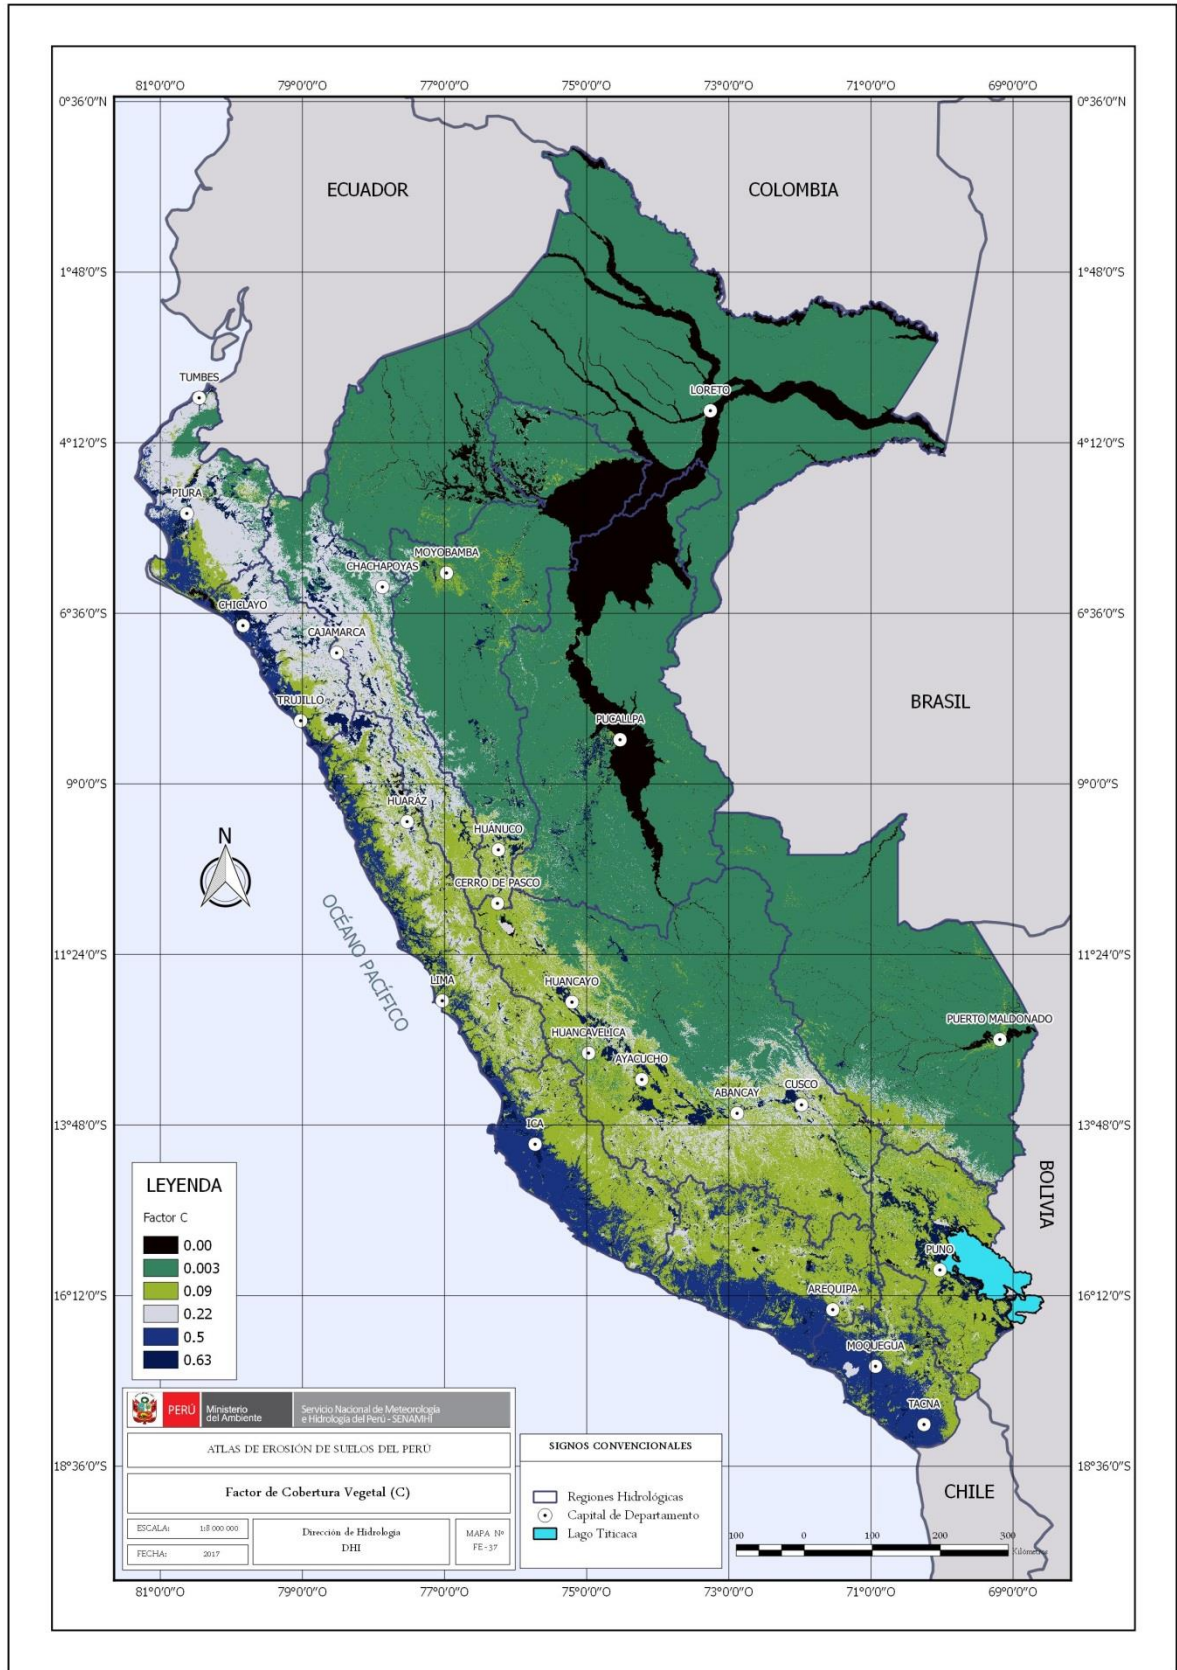 81°0'0"O
79°0'0"O
77°0'0"O
75°0'0"O
73°0'0"O
71°0'0"O
69°0'0"O
0°36'0"N
0°36'0"N
ECUADOR
COLOMBIA
1°48'0"S
1°48'0"S
TUMBES
LORETO
4°12'0"S
4°12'0"S
PIURA
MOYOBAMBA
CHACHAPOYAS
6°36'0"S
6°36'0"S
CHICLAYO
CAJAMARCA
BRASIL
TRUJILLO
PUCALLPA
9°0'0"S
9°0'0"S
HUARÁZ
HUÁNUCO
N
CERRO DE PASCO
OCÉANO PACÍFICO
11°24'0"S
11°24'0"S
LIMA
HUANCAYO
PUERTO MALDONADO
HUANCAVELICA
AYACUCHO
ABANCAY
CUSCO
13°48'0"S
13°48'0"S
ICA
BOLIVIA
LEYENDA
Factor C
0.00
0.003
0.09
0.22
0.5
0.63
PUNO
AREQUIPA
16°12'0"S
16°12'0"S
MOQUEGUA
TACNA
PERÚ
Ministerio
del Ambiente
Servicio Nacional de Meteorología
e Hidrología del Perú - SENAMHI
ATLAS DE EROSIÓN DE SUELOS DEL PERÚ
Factor de Cobertura Vegetal (C)
ESCALA: 1:8 000 000
FECHA: 2017
Dirección de Hidrología
DHI
MAPA Nº
FE - 37
SIGNOS CONVENCIONALES
Regiones Hidrológicas
Capital de Departamento
Lago Titicaca
18°36'0"S
18°36'0"S
CHILE
100 0 100 200 300
Kilómetros
81°0'0"O
79°0'0"O
77°0'0"O
75°0'0"O
73°0'0"O
71°0'0"O
69°0'0"O